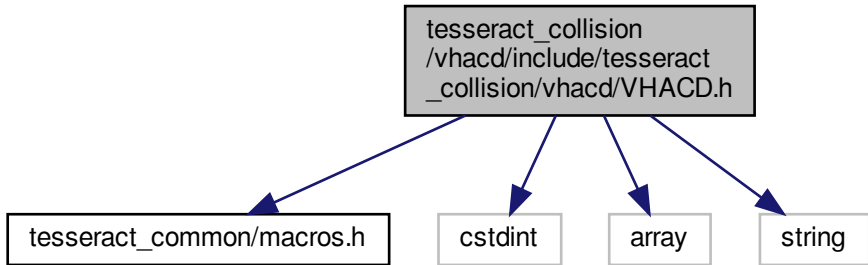 tesseract_collision
/vhacd/include/tesseract
_collision/vhacd/VHACD.h
tesseract_common/macros.h
cstdint
array
string